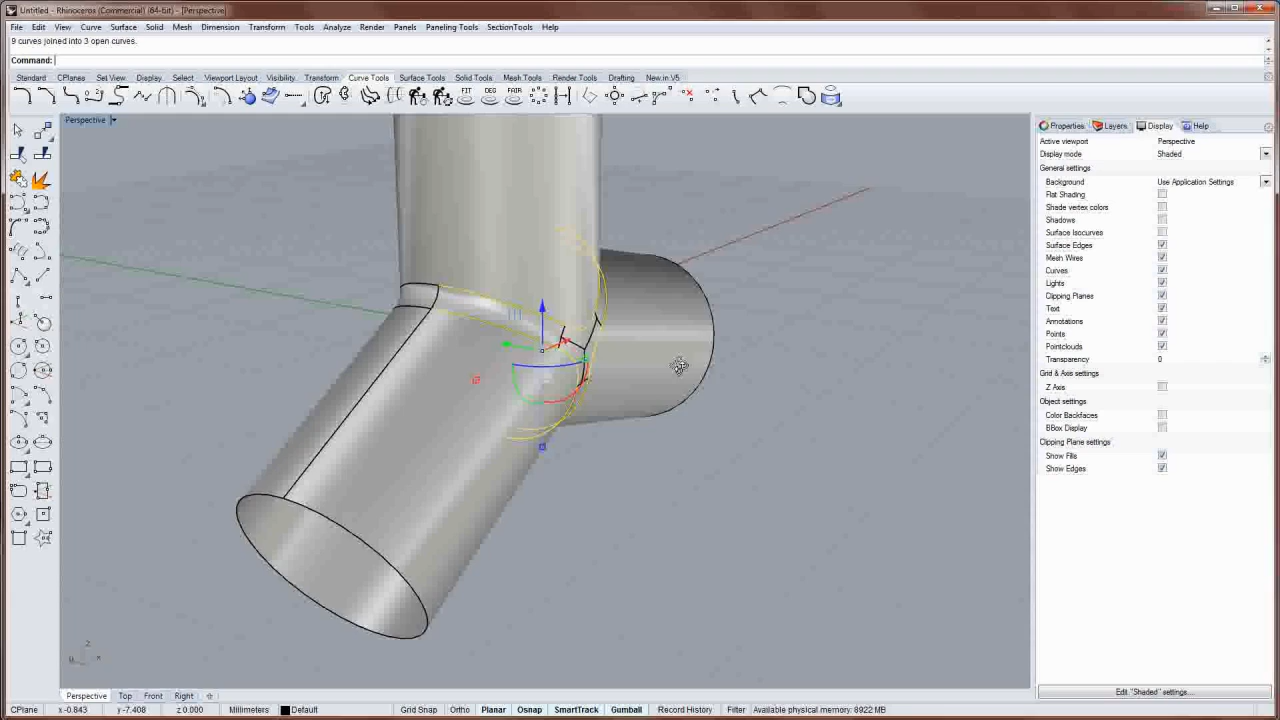 Untitled - Rhinoceros (Commercial) (64-bit) - [Perspective]
File Edit View Curve Surface Solid Mesh Dimension Transform Tools Analyze Render Panels Paneling Tools SectionTools Help
9 curves joined into 3 open curves.
Command:
Standard CPlanes Set View Display Select Viewport Layout Visibility Transform Curve Tools Surface Tools Solid Tools Mesh Tools Render Tools Drafting New in V5
FIT DEG FAIR
Perspective
Properties Layers Display Help
Active viewport Perspective
Display mode Shaded
General settings
Background Use Application Settings
Flat Shading
Shade vertex colors
Shadows
Surface Isocurves
Surface Edges
Mesh Wires
Curves
Lights
Clipping Planes
Text
Annotations
Points
Pointclouds
Transparency 0
Grid & Axis settings
Z Axis
Object settings
Color Backfaces
BBox Display
Clipping Plane settings
Show Fills
Show Edges
z
x
Edit "Shaded" settings...
Perspective Top Front Right
CPlane x -0.843 y -7.408 z 0.000 Millimeters Default Grid Snap Ortho Planar Osnap SmartTrack Gumball Record History Filter Available physical memory: 8922 MB